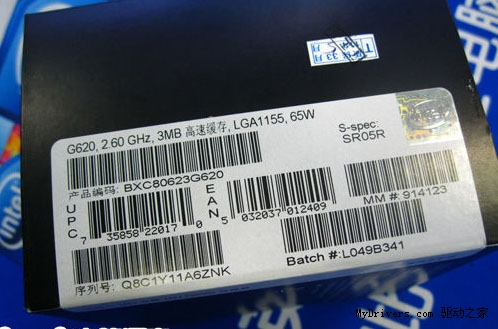 G620, 2.60 GHz, 3MB 高速缓存, LGA1155, 65W
S-spec:
SR05R
产品编码: BXC80623G620
UPC
7 35858 22017 0
EAN
5 032037 012409
MM #: 914123
序列号: Q8C1Y11A6ZNK
Batch #:L049B341
intel
MyDrivers.com 驱动之家